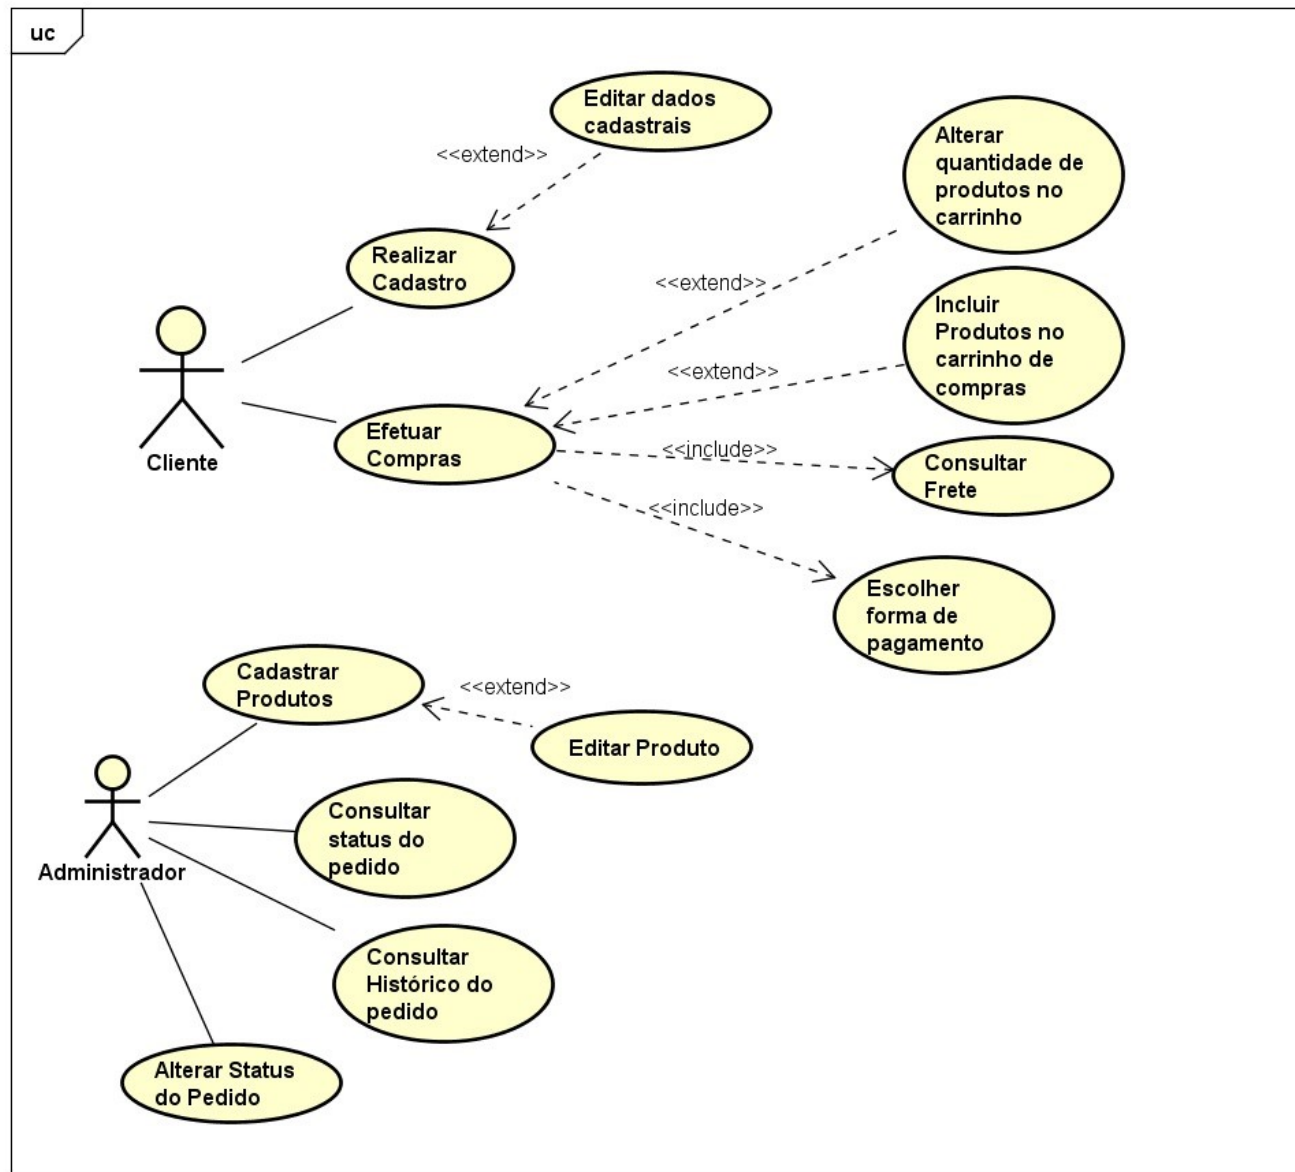 uc
Editar dados
cadastrais
<<extend>>
Realizar
Cadastro
Alterar
quantidade de
produtos no
carrinho
<<extend>>
Incluir
Produtos no
carrinho de
compras
<<extend>>
Cliente
Efetuar
Compras
<<include>>
Consultar
Frete
<<include>>
Escolher
forma de
pagamento
Cadastrar
Produtos
<<extend>>
Editar Produto
Administrador
Consultar
status do
pedido
Consultar
Histórico do
pedido
Alterar Status
do Pedido